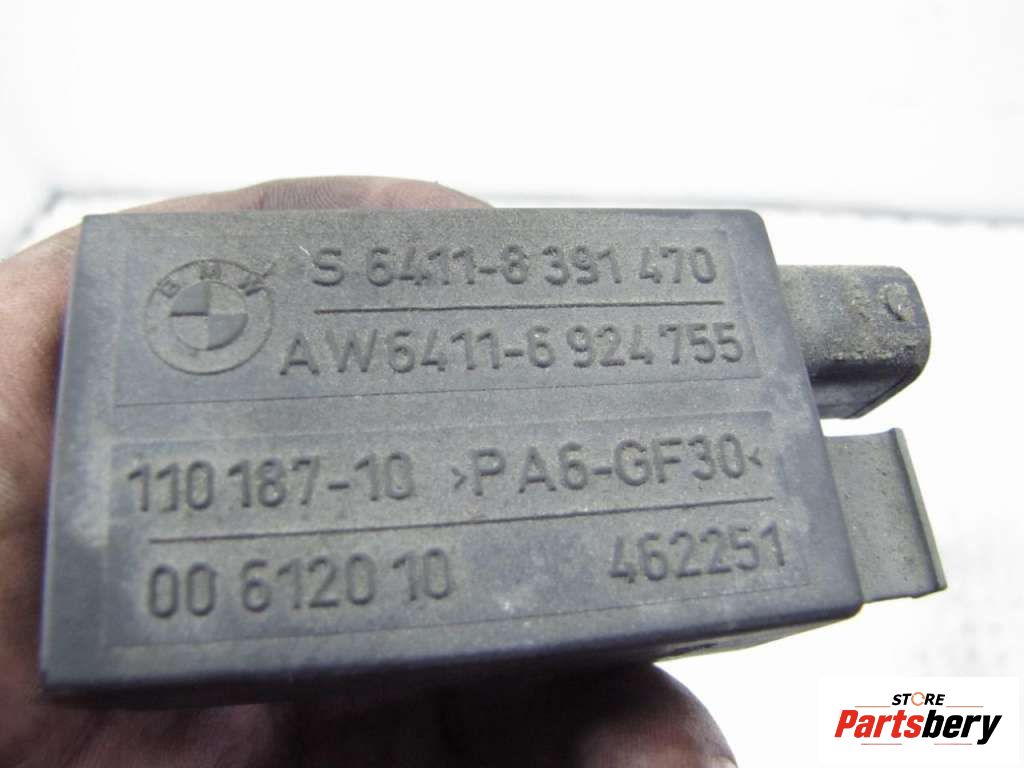 BMW
S 6411-8 391 470
AW6411-6 924 755
110 187-10 >PA6-GF30<
00 6120 10 462251
STORE
Partsbery